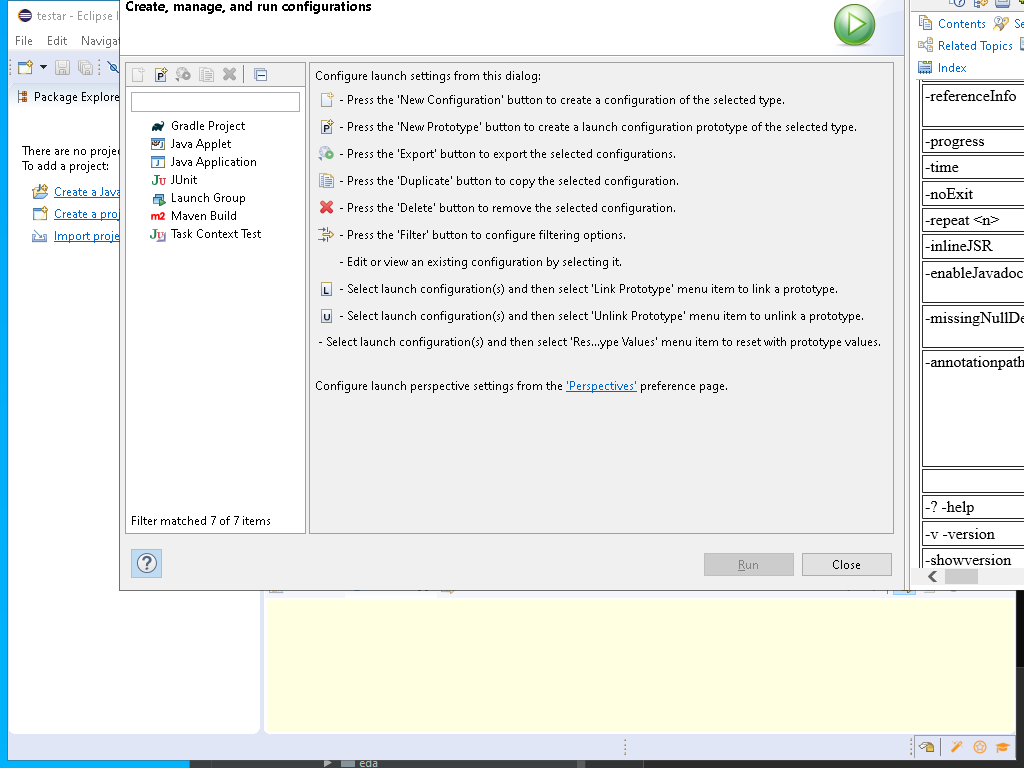 testar - Eclipse
File Edit
Package Explore
There are no
To add a project:
Create a Java
Create a
Import
Create, manage, and run configurations
Gradle Project
Java Applet
Java Application
JUnit
Launch Group
Maven Build
Task Context Test
Filter matched 7 of 7 items
Configure launch settings from this dialog:
- Press the 'New Configuration' button to create a configuration of the selected type.
- Press the 'New Prototype' button to create a launch configuration prototype of the selected type.
- Press the 'Export' button to export the selected configurations.
- Press the 'Duplicate' button to copy the selected configuration.
- Press the 'Delete' button to remove the selected configuration.
- Press the 'Filter' button to configure filtering options.
- Edit or view an existing configuration by selecting it.
- Select launch configuration(s) and then select 'Link Prototype' menu item to link a prototype.
- Select launch configuration(s) and then select 'Unlink Prototype' menu item to unlink a prototype.
- Select launch configuration(s) and then select 'Res...ype Values' menu item to reset with prototype values.
Configure launch perspective settings from the 'Perspectives' preference page.
Run Close
Contents
Related Topics
Index
-referenceInfo
-progress
-time
-noExit
-repeat <n>
-inlineJSR
-enableJavadoc
-missingNullDe
-annotationpath
-? -help
-v -version
-showversion
eda